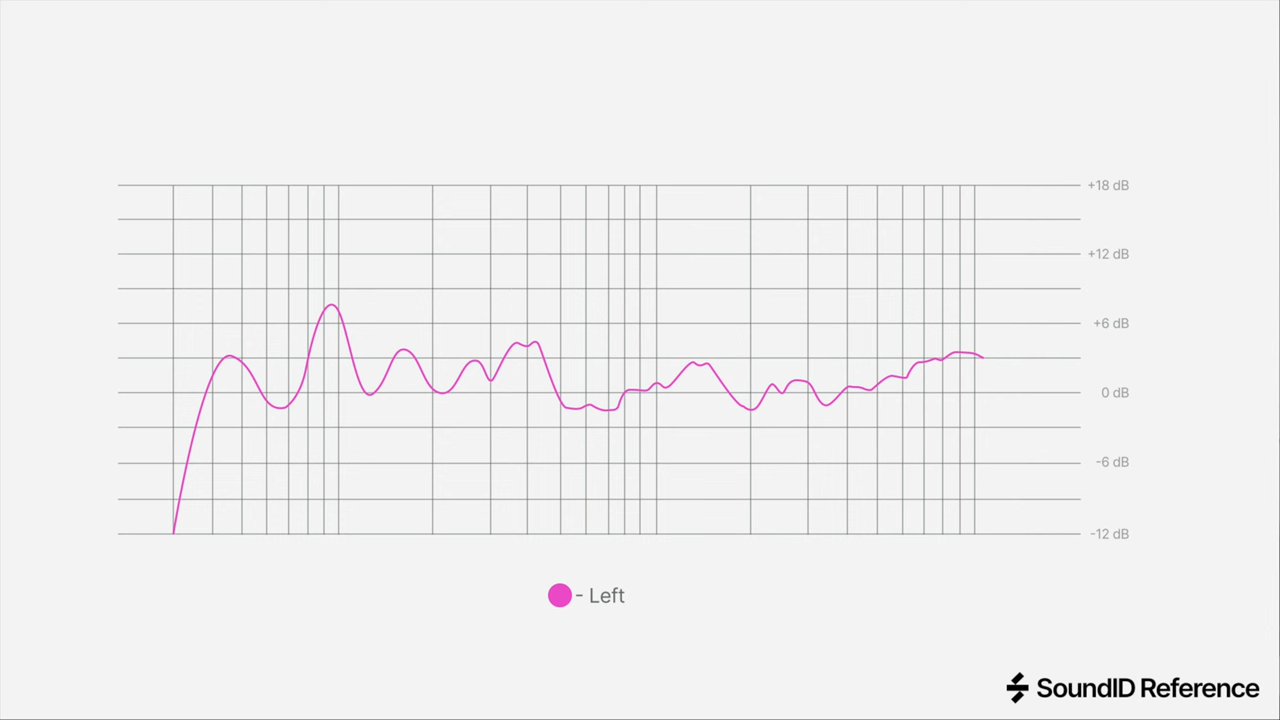 +18 dB
+12 dB
+6 dB
0 dB
-6 dB
-12 dB
- Left
SoundID Reference